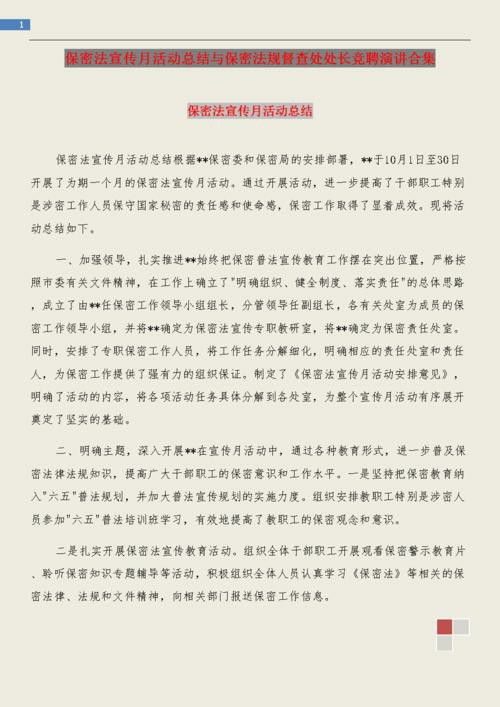 1
保密法宣传月活动总结与保密法规督查处处长竞聘演讲合集
保密法宣传月活动总结
保密法宣传月活动总结根据**保密委和保密局的安排部署，**于10月1日至30日
开展了为期一个月的保密法宣传月活动。通过开展活动，进一步提高了干部职工特别
是涉密工作人员保守国家秘密的责任感和使命感，保密工作取得了显着成效。现将活
动总结如下。
一、加强领导，扎实推进**始终把保密普法宣传教育工作摆在突出位置，严格按
照市委有关文件精神，在工作上确立了"明确组织、健全制度、落实责任"的总体思路
，成立了由**任保密工作领导小组组长，分管领导任副组长，各有关处室为成员的保
密工作领导小组，并将**确定为保密法宣传专职教研室，将**确定为保密责任处室。
同时，安排了专职保密工作人员，将工作任务分解细化，明确相应的责任处室和责任
人，为保密工作提供了强有力的组织保证。制定了《保密法宣传月活动安排意见》，
明确了活动的内容，将各项活动任务具体分解到各处室，为整个宣传月活动有序展开
奠定了坚实的基础。
二、明确主题，深入开展**在宣传月活动中，通过各种教育形式，进一步普及保
密法律法规知识，提高广大干部职工的保密意识和工作水平。一是坚持把保密教育纳
入"六五"普法规划，并加大普法宣传规划的实施力度。组织安排教职工特别是涉密人
员参加"六五"普法培训班学习，有效地提高了教职工的保密观念和意识。
二是扎实开展保密法宣传教育活动。组织全体干部职工开展观看保密警示教育片
、聆听保密知识专题辅导等活动，积极组织全体人员认真学习《保密法》等相关的保
密法律、法规和文件精神，向相关部门报送保密工作信息。